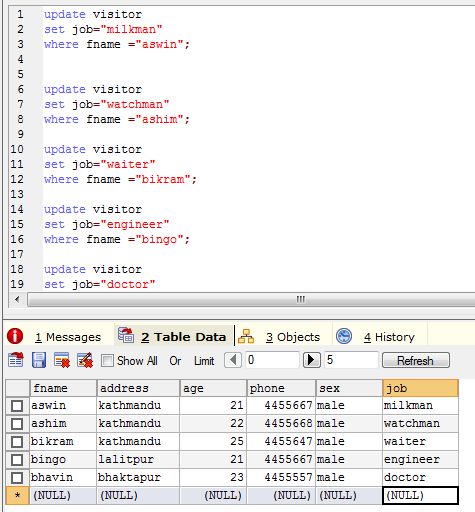 1 update visitor
2 set job="milkman"
3 where fname ="aswin";
4
5
6 update visitor
7 set job="watchman"
8 where fname ="ashim";
9
10 update visitor
11 set job="waiter"
12 where fname ="bikram";
13
14 update visitor
15 set job="engineer"
16 where fname ="bingo";
17
18 update visitor
19 set job="doctor"
1 Messages 2 Table Data 3 Objects 4 History
Show All Or Limit 0 5 Refresh
fname address age phone sex job
aswin kathmandu 21 4455667 male milkman
ashim kathmandu 22 4455668 male watchman
bikram kathmandu 25 4455647 male waiter
bingo lalitpur 21 4455667 male engineer
bhavin bhaktapur 23 4455557 male doctor
* (NULL) (NULL) (NULL) (NULL) (NULL) (NULL)